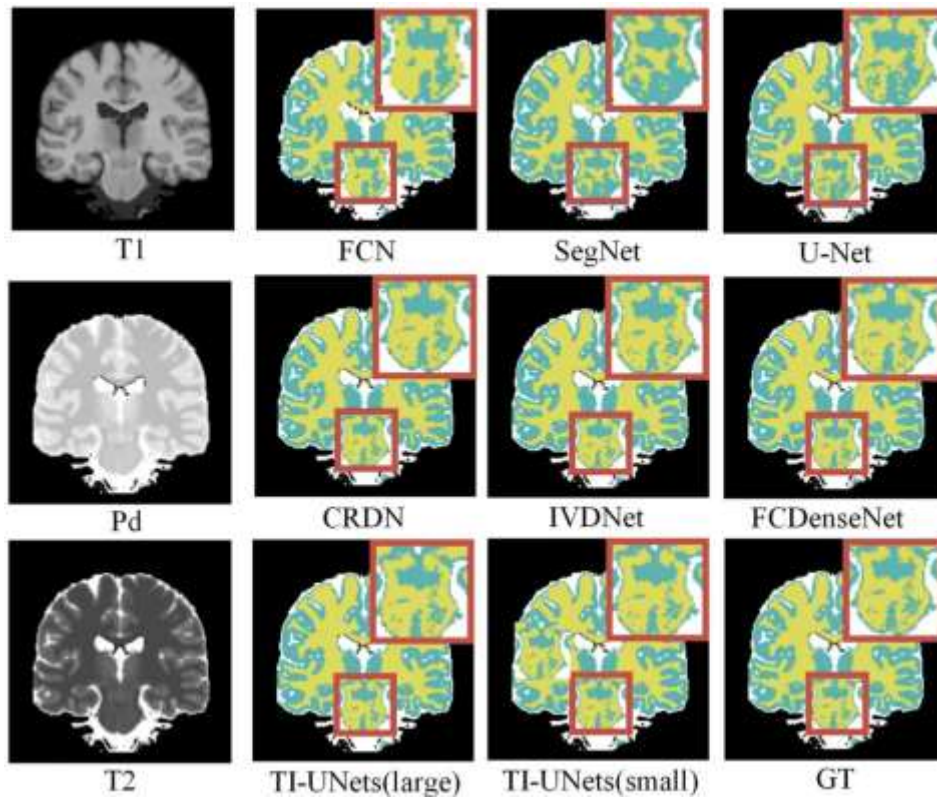 T1 FCN SegNet U-Net
Pd CRDN IVDNet FCDenseNet
T2 TI-UNets(large) TI-UNets(small) GT